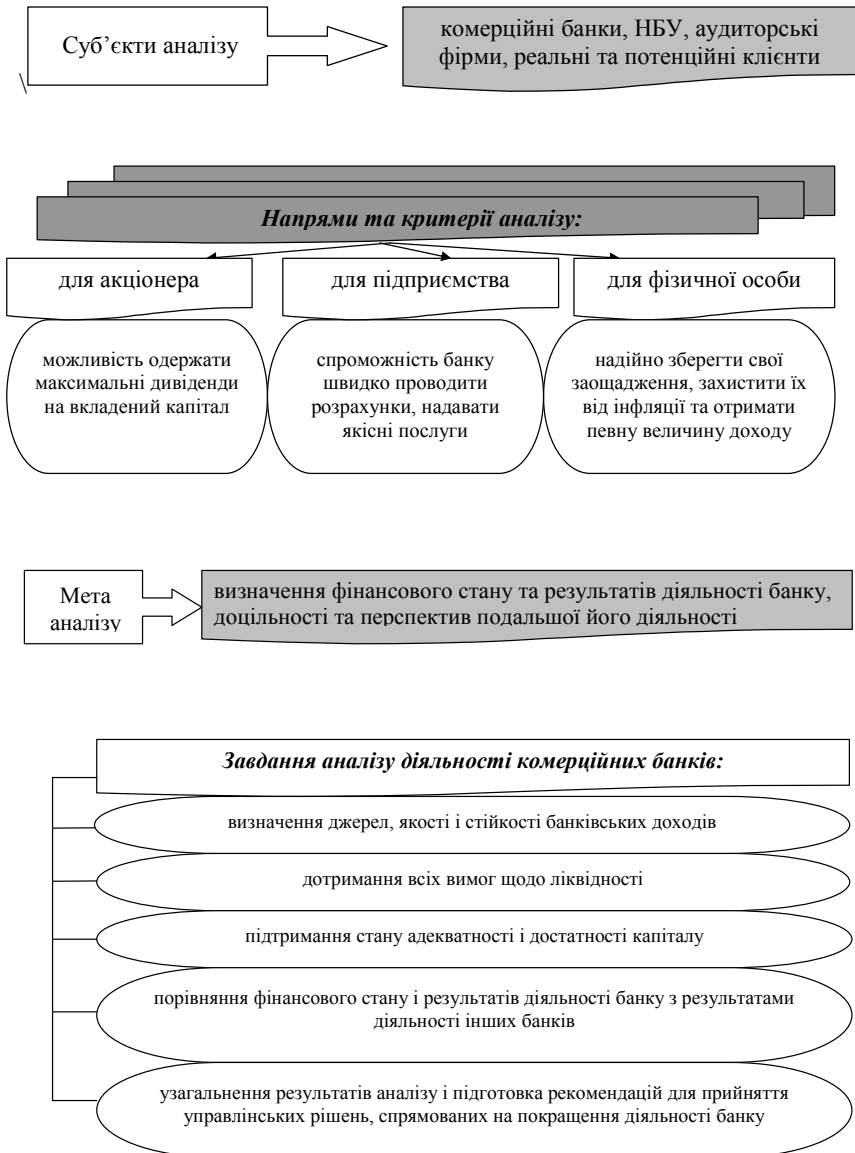 Суб’єкти аналізу
комерційні банки, НБУ, аудиторські
фірми, реальні та потенційні клієнти
\
Напрями та критерії аналізу:
для акціонера
для підприємства
для фізичної особи
можливість одержати
максимальні дивіденди
на вкладений капітал
спроможність банку
швидко проводити
розрахунки, надавати
якісні послуги
надійно зберегти свої
заощадження, захистити їх
від інфляції та отримати
певну величину доходу
Мета
аналізу
визначення фінансового стану та результатів діяльності банку,
доцільності та перспектив подальшої його діяльності
Завдання аналізу діяльності комерційних банків:
визначення джерел, якості і стійкості банківських доходів
дотримання всіх вимог щодо ліквідності
підтримання стану адекватності і достатності капіталу
порівняння фінансового стану і результатів діяльності банку з результатами
діяльності інших банків
узагальнення результатів аналізу і підготовка рекомендацій для прийняття
управлінських рішень, спрямованих на покращення діяльності банку